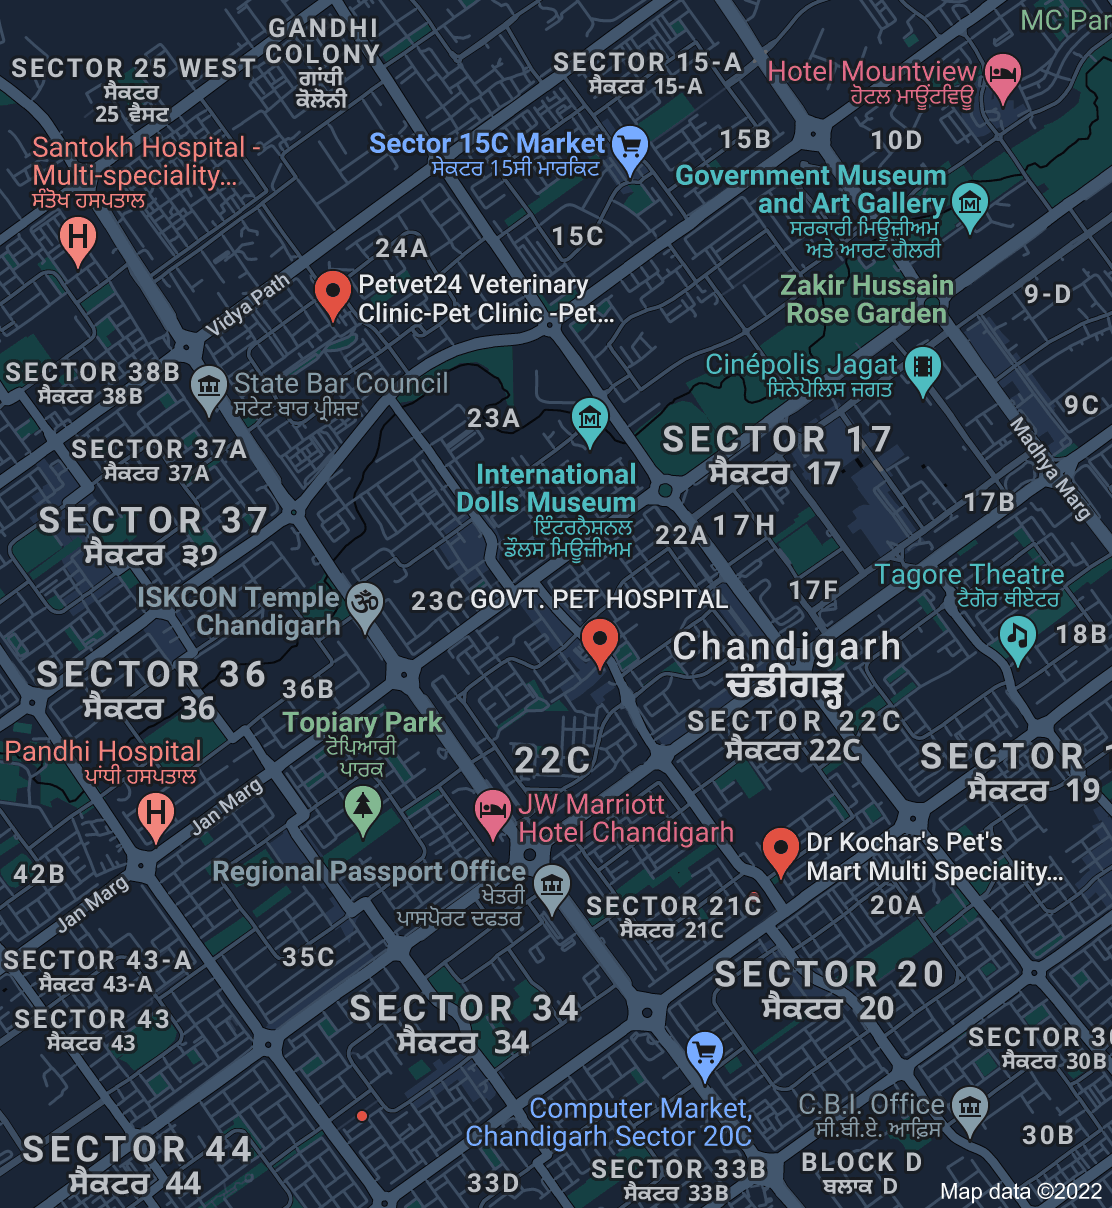 MC Par
GANDHI
COLONY
ਗਾਂਧੀ
ਕੋਲੋਨੀ
SECTOR 25 WEST
ਸੈਕਟਰ
25 ਵੈਸਟ
SECTOR 15-A
ਸੈਕਟਰ 15-A
Hotel Mountview
ਹੋਟਲ ਮਾਊਂਟਵਿਊ
Santokh Hospital -
Multi-speciality...
ਸੰਤੋਖ ਹਸਪਤਾਲ
Sector 15C Market
ਸੇਕਟਰ 15ਸੀ ਮਾਰਕਿਟ
15B
10D
Government Museum
and Art Gallery
ਸਰਕਾਰੀ ਮਿਊਜ਼ੀਅਮ
ਅਤੇ ਆਰਟ ਗੈਲਰੀ
24A
15C
Vidya Path
Petvet24 Veterinary
Clinic-Pet Clinic -Pet...
Zakir Hussain
Rose Garden
9-D
SECTOR 38B
ਸੈਕਟਰ 38B
State Bar Council
ਸਟੇਟ ਬਾਰ ਪ੍ਰੀਸ਼ਦ
Cinépolis Jagat
ਸਿਨੇਪੋਲਿਸ ਜਗਤ
23A
9C
SECTOR 37A
ਸੈਕਟਰ 37A
SECTOR 17
ਸੈਕਟਰ 17
Madhya Marg
International
Dolls Museum
ਇੰਟਰਨੈਸ਼ਨਲ
ਡੌਲਸ ਮਿਊਜ਼ੀਅਮ
SECTOR 37
ਸੈਕਟਰ ੩੭
22A
17H
17B
ISKCON Temple
Chandigarh
23C
GOVT. PET HOSPITAL
17F
Tagore Theatre
ਟੈਗੋਰ ਥੀਏਟਰ
18B
Chandigarh
ਚੰਡੀਗੜ੍ਹ
SECTOR 36
ਸੈਕਟਰ 36
36B
Topiary Park
ਟੋਪਿਆਰੀ
ਪਾਰਕ
SECTOR 22C
ਸੈਕਟਰ 22C
Pandhi Hospital
ਪਾਂਧੀ ਹਸਪਤਾਲ
22C
SECTOR 1
ਸੈਕਟਰ 19
Jan Marg
JW Marriott
Hotel Chandigarh
Dr Kochar's Pet's
Mart Multi Speciality...
42B
Jan Marg
Regional Passport Office
ਖੇਤਰੀ
ਪਾਸਪੋਰਟ ਦਫਤਰ
SECTOR 21C
ਸੈਕਟਰ 21C
20A
SECTOR 43-A
ਸੈਕਟਰ 43-A
35C
SECTOR 20
ਸੈਕਟਰ 20
SECTOR 43
ਸੈਕਟਰ 43
SECTOR 34
ਸੈਕਟਰ 34
SECTOR 30
ਸੈਕਟਰ 30B
Computer Market,
Chandigarh Sector 20C
C.B.I. Office
ਸੀ.ਬੀ.ਏ. ਆਫ਼ਿਸ
30B
SECTOR 44
ਸੈਕਟਰ 44
33D
SECTOR 33B
ਸੈਕਟਰ 33B
BLOCK D
ਬਲਾਕ D
Map data ©2022